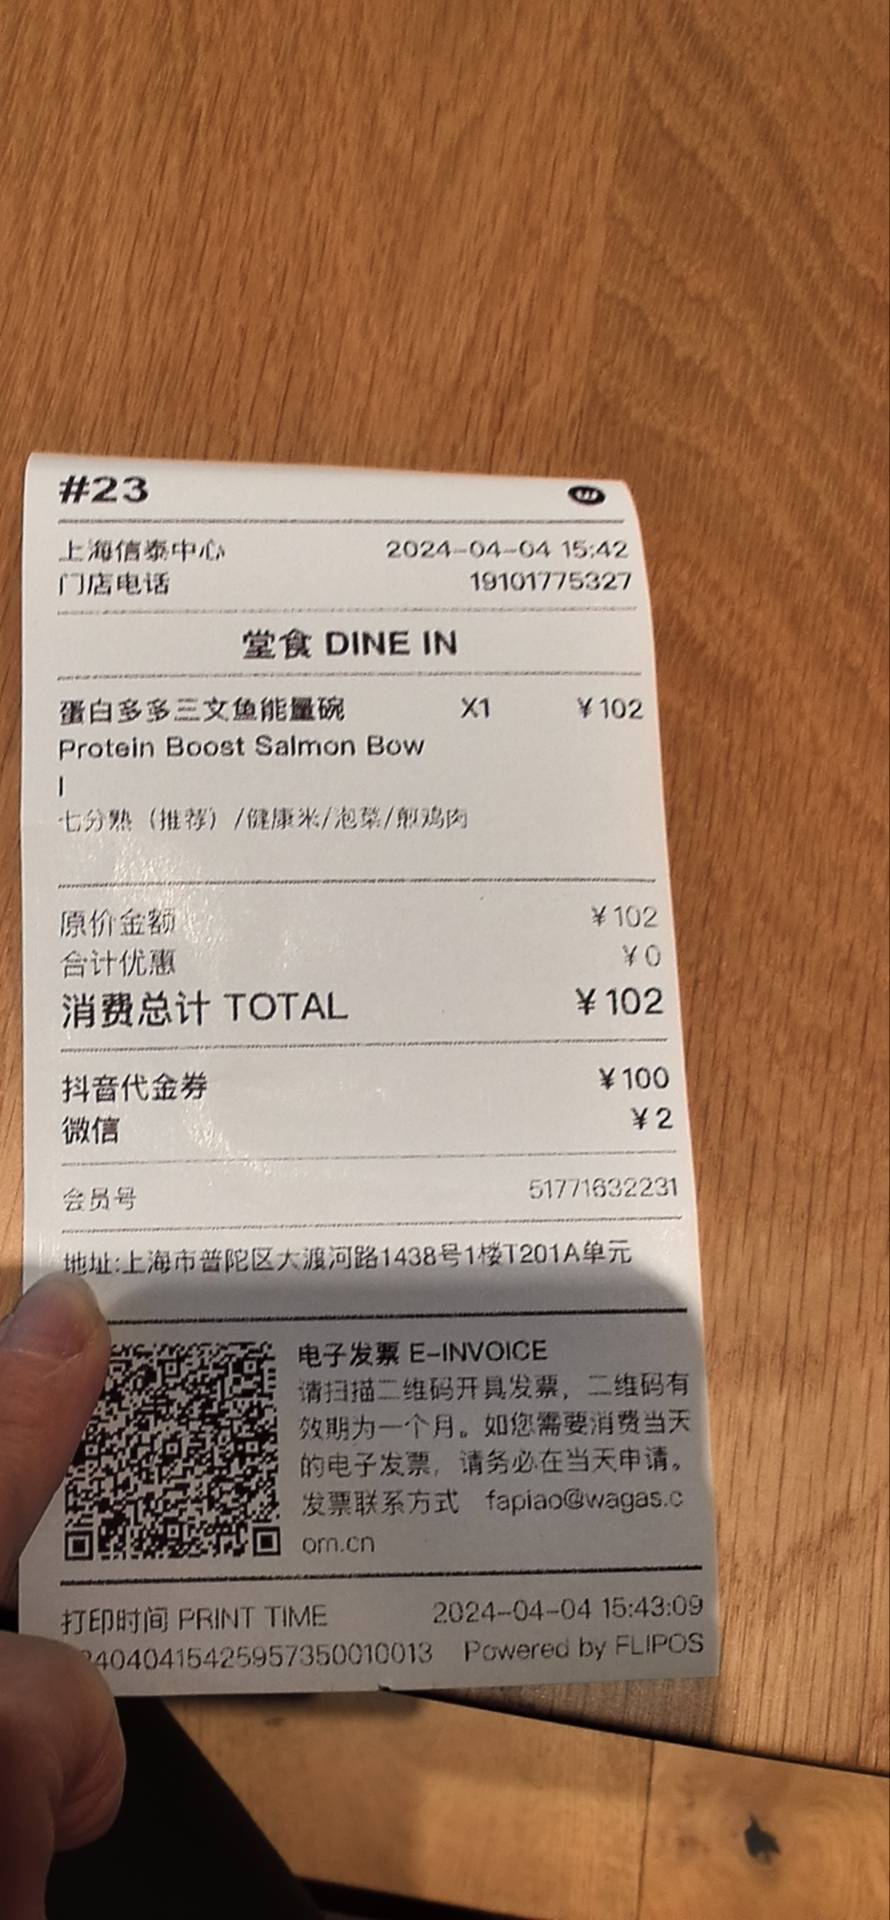 #23
上海信泰中心 2024-04-04 15:42
门店电话 19101775327
堂食 DINE IN
蛋白多多三文鱼能量碗 X1 ¥102
Protein Boost Salmon Bow
l
七分熟（推荐）/健康米/泡菜/煎鸡肉
原价金额 ¥102
合计优惠 ¥0
消费总计 TOTAL ¥102
抖音代金券 ¥100
微信 ¥2
会员号 51771632231
地址:上海市普陀区大渡河路1438号1楼T201A单元
电子发票 E-INVOICE
请扫描二维码开具发票，二维码有
效期为一个月。如您需要消费当天
的电子发票，请务必在当天申请。
发票联系方式 fapiao@wagas.c
om.cn
打印时间 PRINT TIME 2024-04-04 15:43:09
Powered by FLIPOS